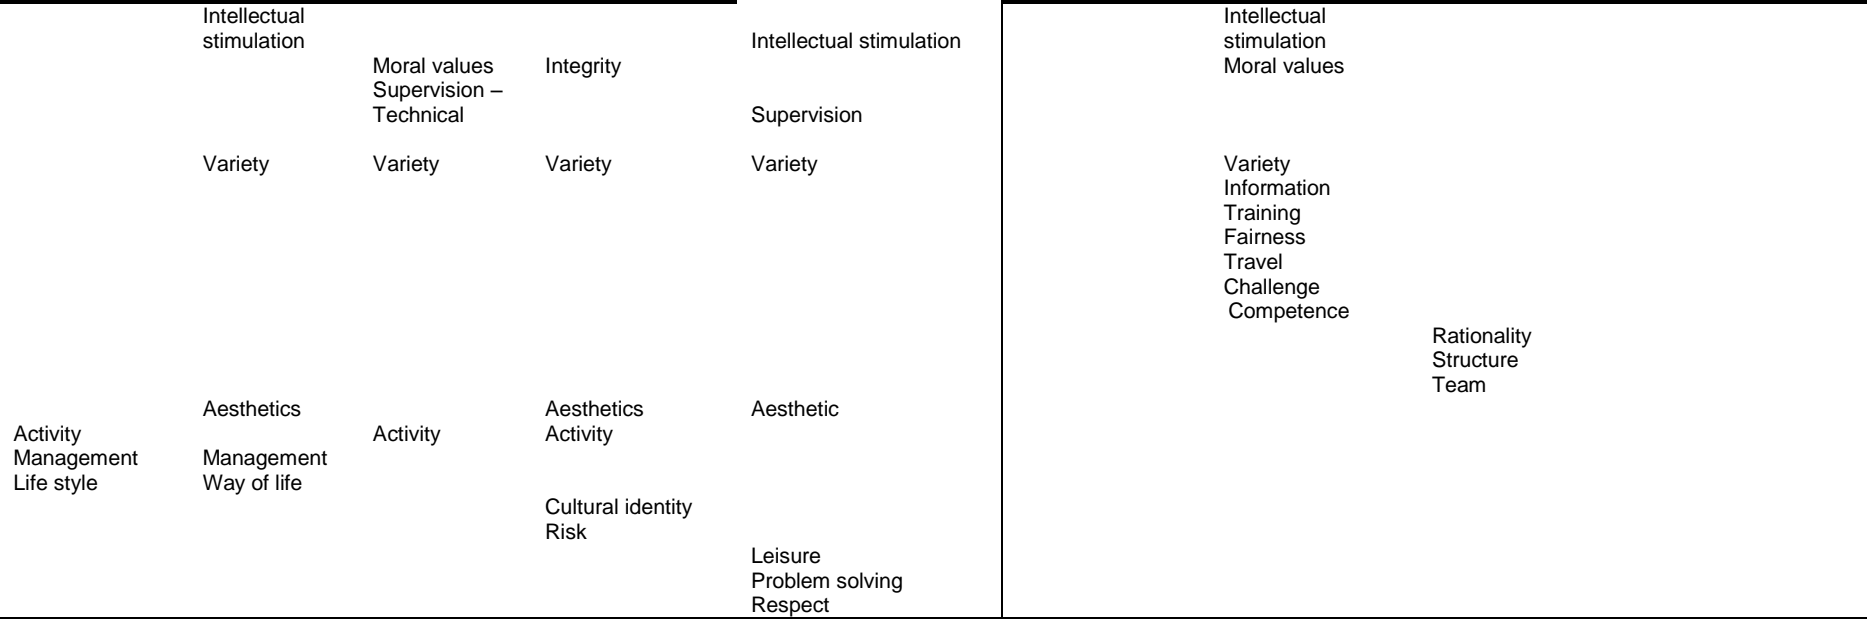 Intellectual Intellectual
stimulation Intellectual stimulation stimulation
Moral values Integrity Moral values
Supervision –
Technical Supervision
Variety Variety Variety Variety Variety
Information
Training
Fairness
Travel
Challenge
Competence
Rationality
Structure
Team
Aesthetics Aesthetics Aesthetic
Activity Activity Activity
Management Management
Life style Way of life
Cultural identity
Risk
Leisure
Problem solving
Respect